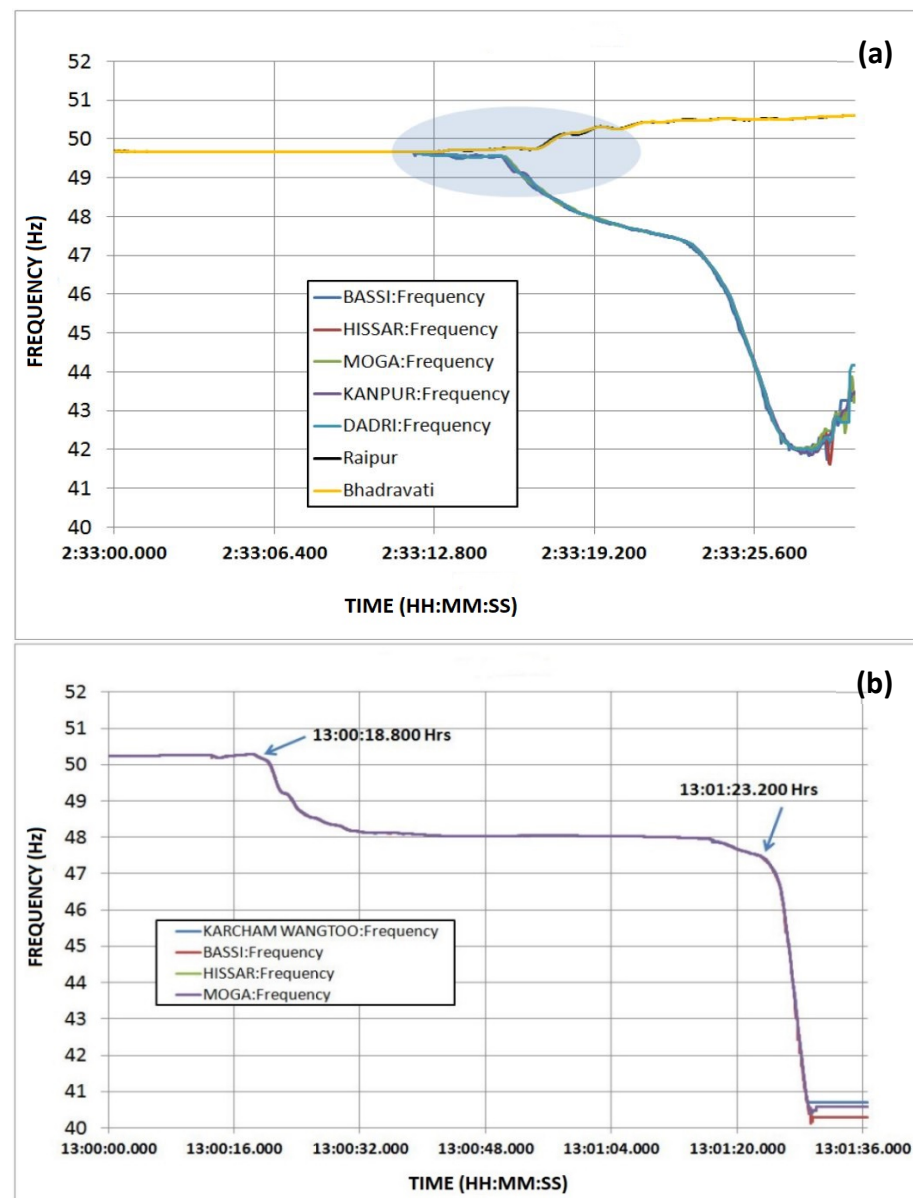 (a)
52
51
50
49
48
47
46
45
44
43
42
41
40
FREQUENCY (Hz)
BASSI:Frequency
HISSAR:Frequency
MOGA:Frequency
KANPUR:Frequency
DADRI:Frequency
Raipur
Bhadravati
2:33:00.000 2:33:06.400 2:33:12.800 2:33:19.200 2:33:25.600
TIME (HH:MM:SS)
(b)
52
51
50
49
48
47
46
45
44
43
42
41
40
FREQUENCY (Hz)
13:00:18.800 Hrs
13:01:23.200 Hrs
KARCHAM WANGTOO:Frequency
BASSI:Frequency
HISSAR:Frequency
MOGA:Frequency
13:00:00.000 13:00:16.000 13:00:32.000 13:00:48.000 13:01:04.000 13:01:20.000 13:01:36.000
TIME (HH:MM:SS)